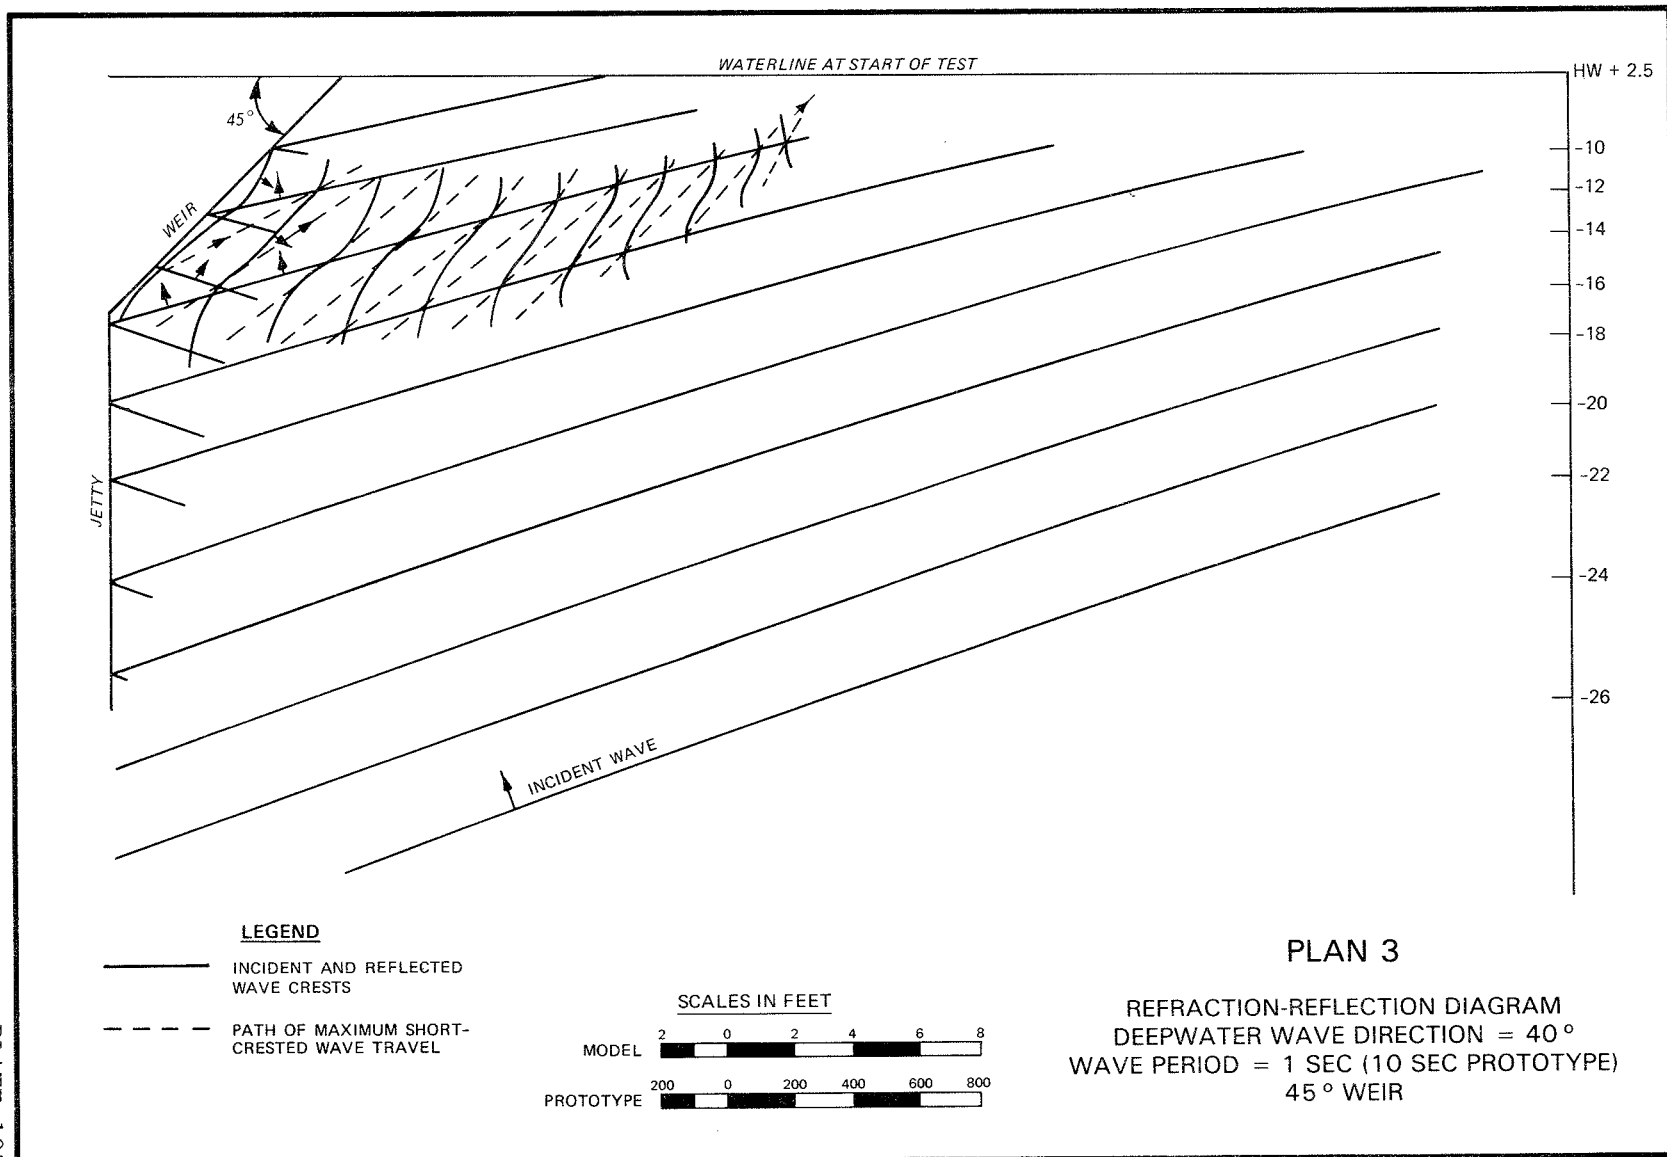 WATERLINE AT START OF TEST
HW + 2.5
45°
WEIR
JETTY
-10
-12
-14
-16
-18
-20
-22
-24
-26
INCIDENT WAVE
LEGEND
INCIDENT AND REFLECTED
WAVE CRESTS
PATH OF MAXIMUM SHORT-
CRESTED WAVE TRAVEL
SCALES IN FEET
MODEL 2 0 2 4 6 8
PROTOTYPE 200 0 200 400 600 800
PLAN 3
REFRACTION-REFLECTION DIAGRAM
DEEPWATER WAVE DIRECTION = 40°
WAVE PERIOD = 1 SEC (10 SEC PROTOTYPE)
45° WEIR